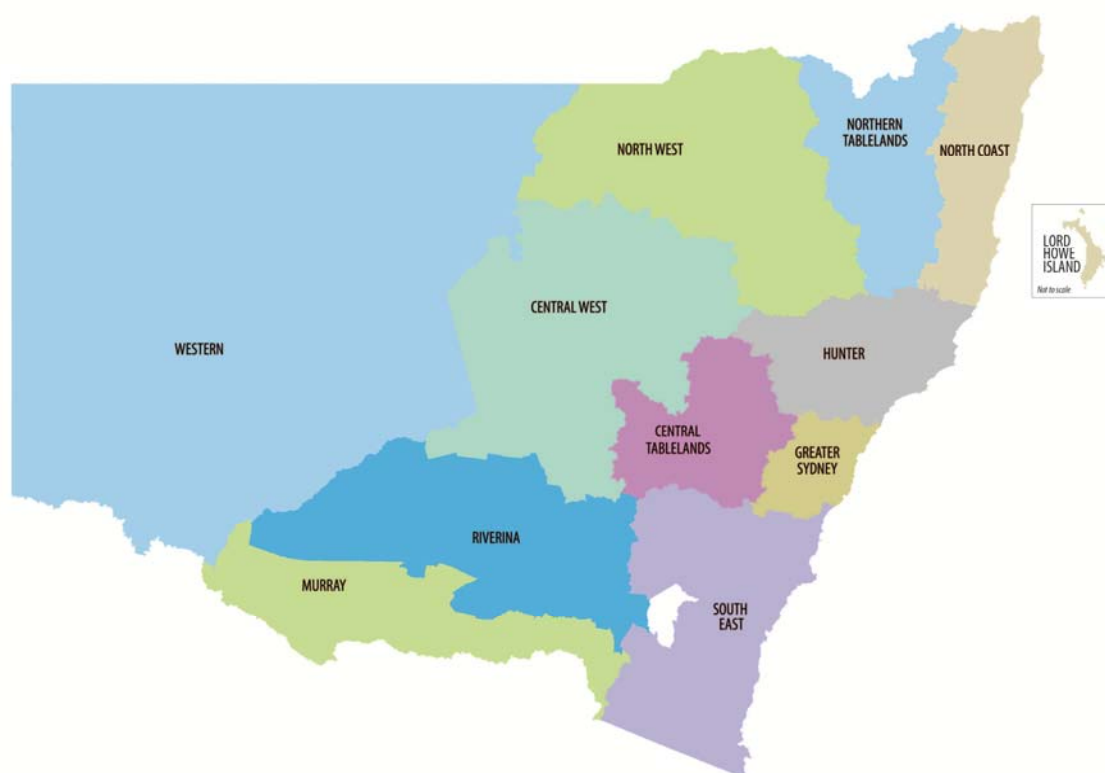 NORTHERN
TABLELANDS
NORTH WEST
NORTH COAST
LORD
HOWE
ISLAND
Not to scale
CENTRAL WEST
WESTERN
HUNTER
CENTRAL
TABLELANDS
GREATER
SYDNEY
RIVERINA
MURRAY
SOUTH
EAST